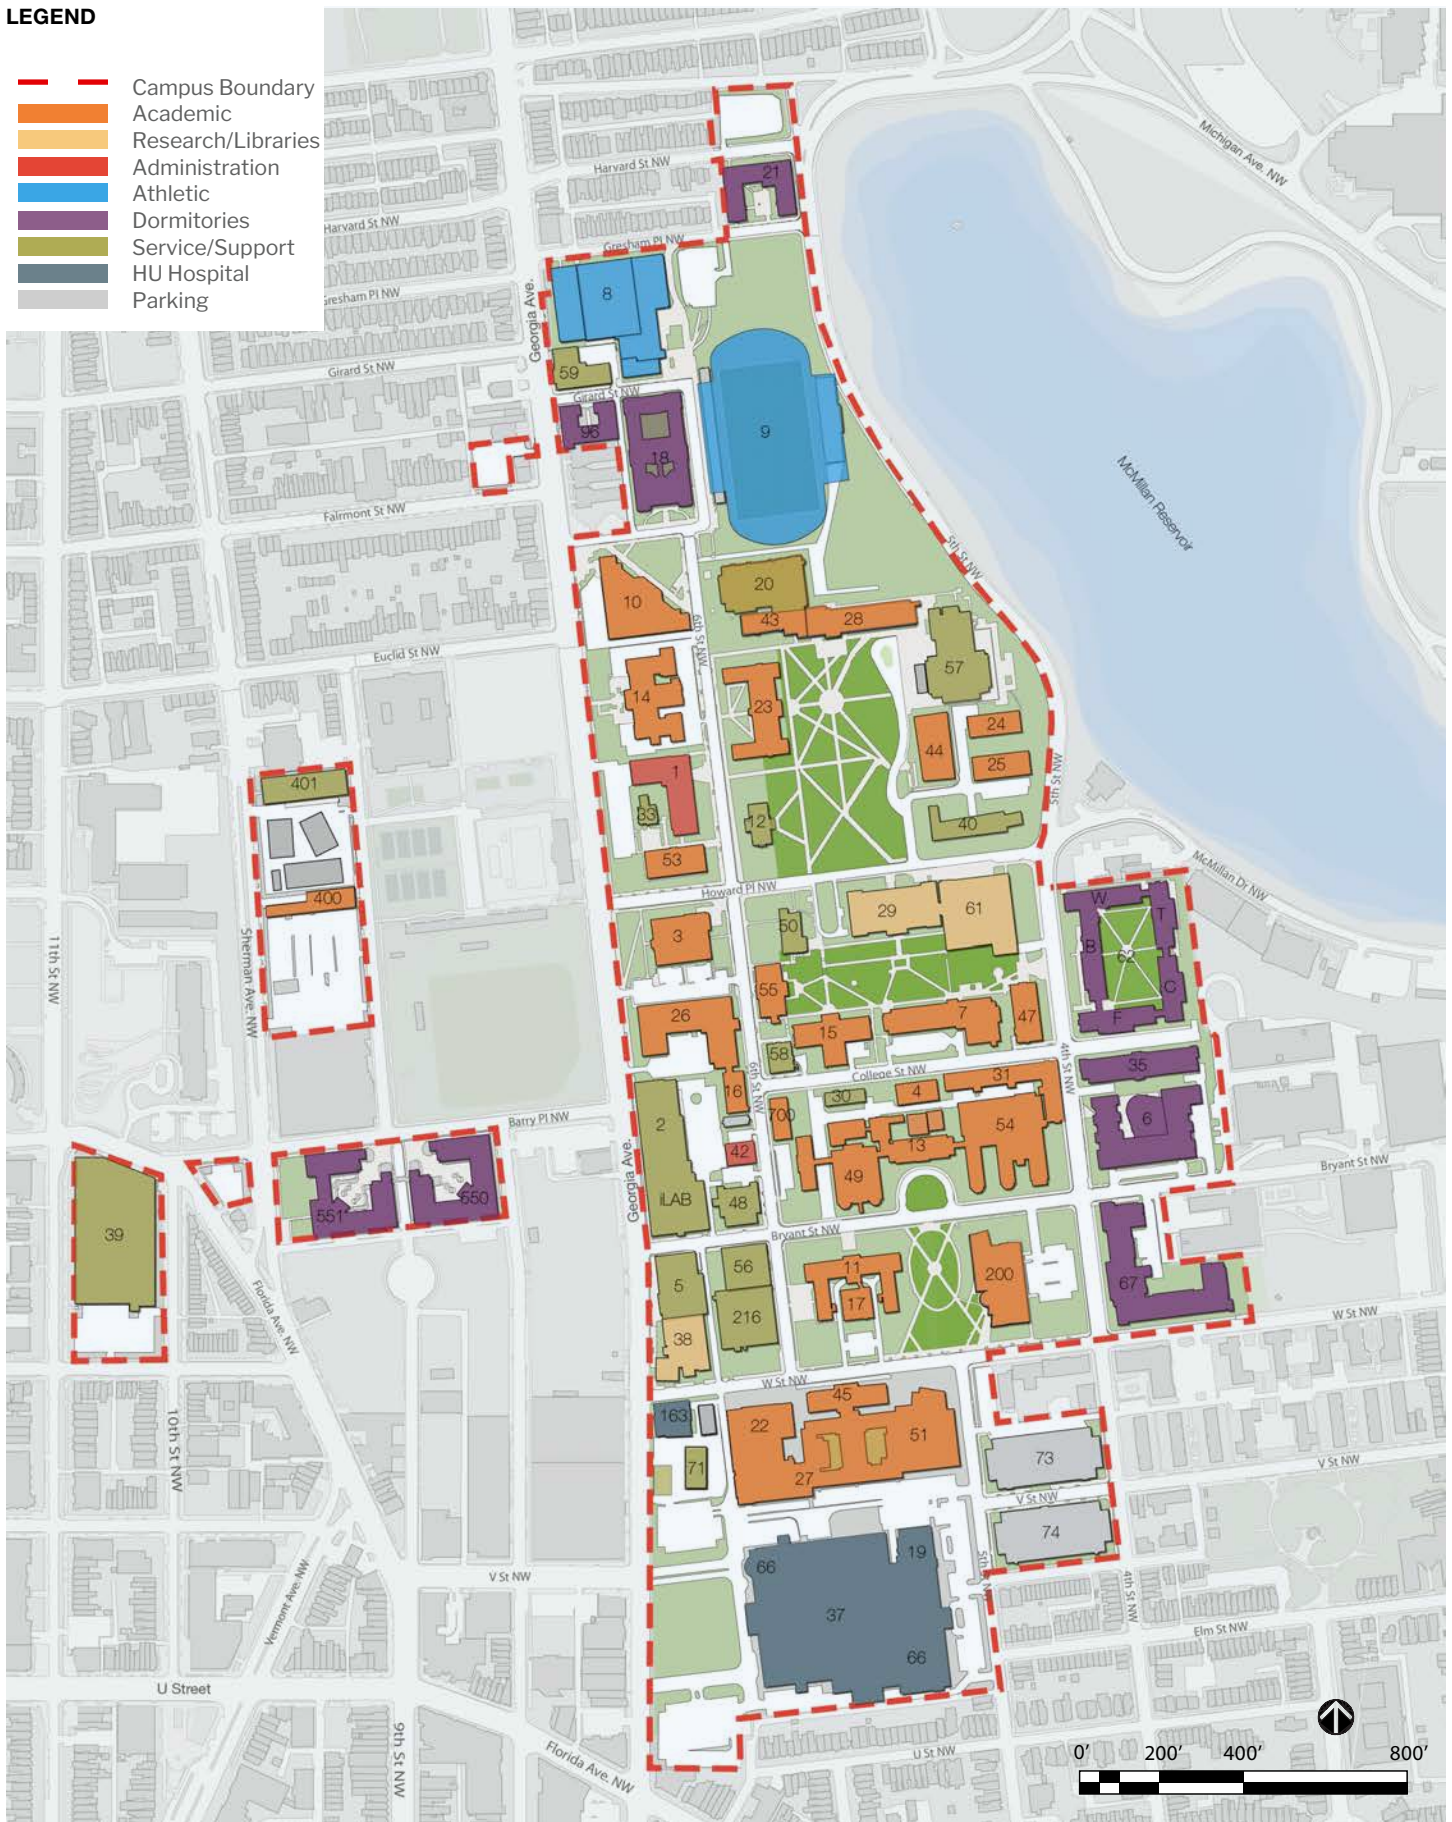 LEGEND
Campus Boundary
Academic
Research/Libraries
Administration
Athletic
Dormitories
Service/Support
HU Hospital
Parking
Michigan Ave. NW
Harvard St NW
21
Harvard St NW
Gresham Pl NW
Gresham Pl NW
8
Georgia Ave.
59
Girard St NW
Girard St NW
96
18
9
McMillan Reservoir
Fairmont St NW
5th St NW
20
10
43
28
6th St NW
Euclid St NW
57
14
23
24
44
25
1
401
5th St NW
33
12
40
53
McMillan Dr NW
Howard Pl NW
400
W
29
61
T
50
3
B
62
11th St NW
Sherman Ave. NW
55
C
26
7
47
F
15
58
4th St NW
College St NW
35
31
16
6th St NW
30
4
700
Barry Pl NW
2
54
6
13
42
Georgia Ave.
49
Bryant St NW
iLAB
48
550
551
39
Bryant St NW
56
11
5
200
67
17
Florida Ave. NW
216
W St NW
38
W St NW
45
163
10th St NW
22
51
73
V St NW
71
27
V St NW
74
19
66
V St NW
5th St NW
4th St NW
Vermont Ave. NW
37
Elm St NW
66
U Street
9th St NW
Florida Ave. NW
U St NW
0’ 200’ 400’ 800’